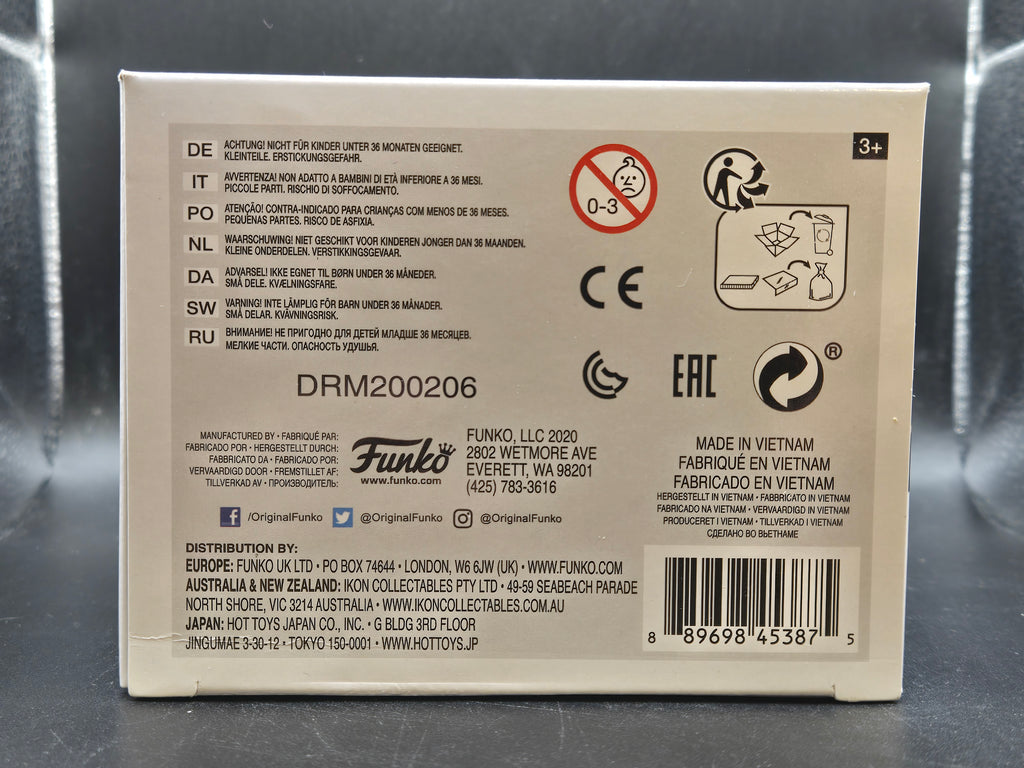 DE ACHTUNG! NICHT FÜR KINDER UNTER 36 MONATEN GEEIGNET.
KLEINTEILE. ERSTICKUNGSGEFAHR.
IT AVVERTENZA! NON ADATTO A BAMBINI DI ETÀ INFERIORE A 36 MESI.
PICCOLE PARTI. RISCHIO DI SOFFOCAMENTO.
PO ATENÇÃO! CONTRA-INDICADO PARA CRIANÇAS COM MENOS DE 36 MESES.
PEQUENAS PARTES. RISCO DE ASFIXIA.
NL WAARSCHUWING! NIET GESCHIKT VOOR KINDEREN JONGER DAN 36 MAANDEN.
KLEINE ONDERDELEN. VERSTIKKINGSGEVAAR.
DA ADVARSEL! IKKE EGNET TIL BØRN UNDER 36 MÅNEDER.
SMÅ DELE. KVÆLNINGSFARE.
SW VARNING! INTE LÄMPLIG FÖR BARN UNDER 36 MÅNADER.
SMÅ DELAR. KVÄVNINGSRISK.
RU ВНИМАНИЕ! НЕ ПРИГОДНО ДЛЯ ДЕТЕЙ МЛАДШЕ 36 МЕСЯЦЕВ.
МЕЛКИЕ ЧАСТИ. ОПАСНОСТЬ УДУШЬЯ.
0-3
3+
CE
EAC
®
DRM200206
MANUFACTURED BY • FABRIQUÉ PAR:
FABRICADO POR • HERGESTELLT DURCH:
FABBRICATO DA • FABRICADO POR:
VERVAARDIGD DOOR • FREMSTILLET AF:
TILLVERKAD AV • ПРОИЗВОДИТЕЛЬ:
Funko
www.funko.com
FUNKO, LLC 2020
2802 WETMORE AVE
EVERETT, WA 98201
(425) 783-3616
/OriginalFunko @OriginalFunko @OriginalFunko
MADE IN VIETNAM
FABRIQUÉ EN VIETNAM
FABRICADO EN VIETNAM
HERGESTELLT IN VIETNAM • FABBRICATO IN VIETNAM
FABRICADO NA VIETNAM • VERVAARDIGD IN VIETNAM
PRODUCERET I VIETNAM • TILLVERKAD I VIETNAM
СДЕЛАНО ВО ВЬЕТНАМЕ
DISTRIBUTION BY:
EUROPE: FUNKO UK LTD • PO BOX 74644 • LONDON, W6 6JW (UK) • WWW.FUNKO.COM
AUSTRALIA & NEW ZEALAND: IKON COLLECTABLES PTY LTD • 49-59 SEABEACH PARADE
NORTH SHORE, VIC 3214 AUSTRALIA • WWW.IKONCOLLECTABLES.COM.AU
JAPAN: HOT TOYS JAPAN CO., INC. • G BLDG 3RD FLOOR
JINGUMAE 3-30-12 • TOKYO 150-0001 • WWW.HOTTOYS.JP
8 89698 45387 5